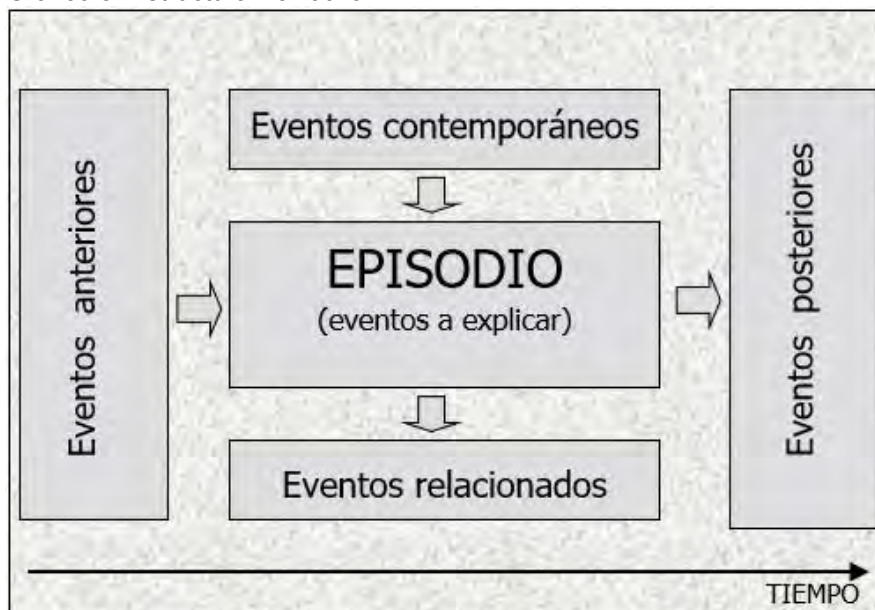 Eventos anteriores
Eventos contemporáneos
EPISODIO
(eventos a explicar)
Eventos relacionados
Eventos posteriores
TIEMPO